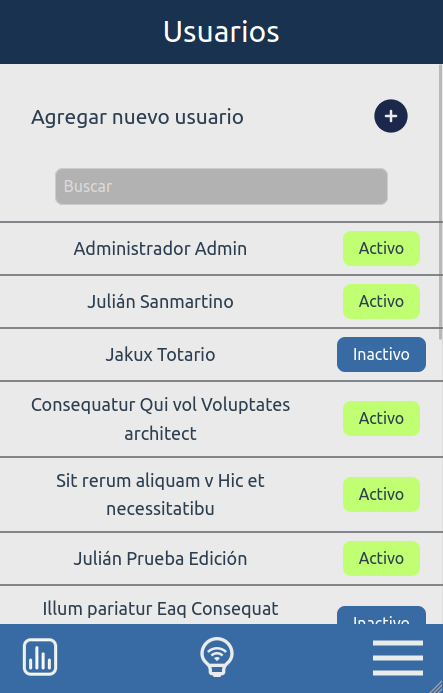 Usuarios
Agregar nuevo usuario
Buscar
Administrador Admin
Activo
Julián Sanmartino
Activo
Jakux Totario
Inactivo
Consequatur Qui vol Voluptates
architect
Activo
Sit rerum aliquam v Hic et
necessitatibu
Activo
Julián Prueba Edición
Activo
Illum pariatur Eaq Consequat
Inactivo